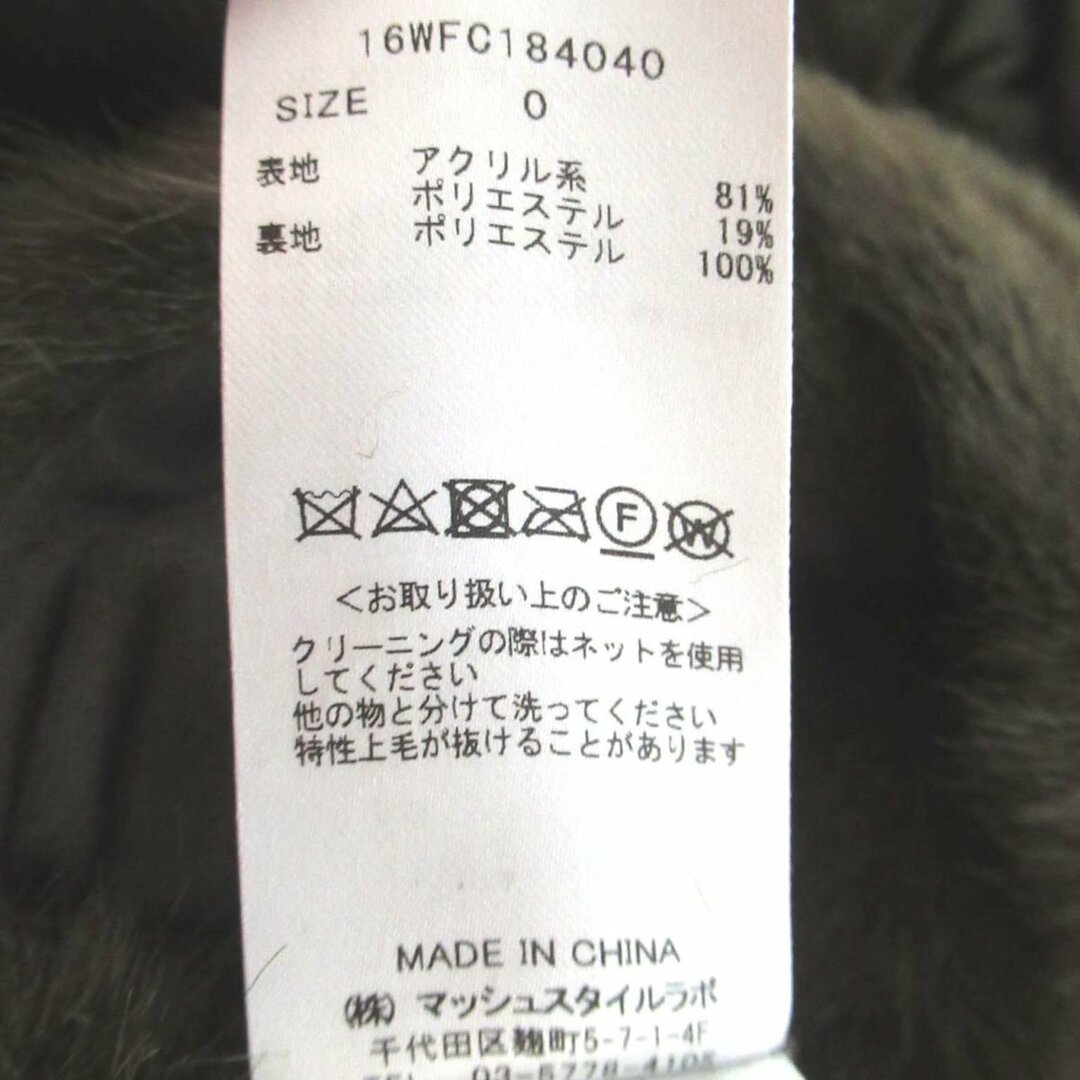 16WFC184040
SIZE 0
表地 アクリル系 81%
ポリエステル 19%
裏地 ポリエステル 100%
F
W
<お取り扱い上のご注意>
クリーニングの際はネットを使用
してください
他の物と分けて洗ってください
特性上毛が抜けることがあります
MADE IN CHINA
(株) マッシュスタイルラボ
千代田区麹町5-7-1-4F
03-5778-4105